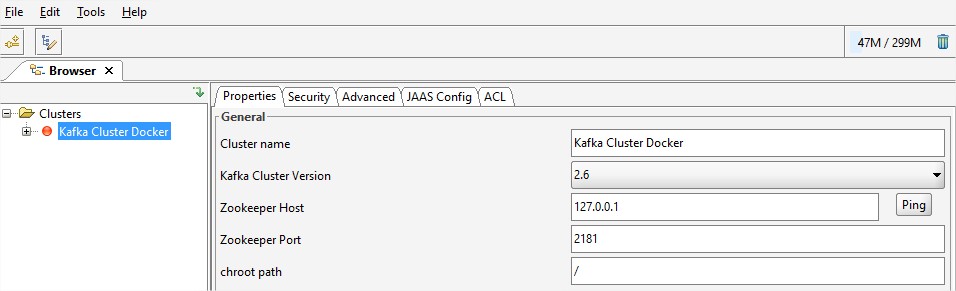 File Edit Tools Help
47M / 299M
Browser
Properties Security Advanced JAAS Config ACL
Clusters
Kafka Cluster Docker
General
Cluster name Kafka Cluster Docker
Kafka Cluster Version 2.6
Zookeeper Host 127.0.0.1 Ping
Zookeeper Port 2181
chroot path /